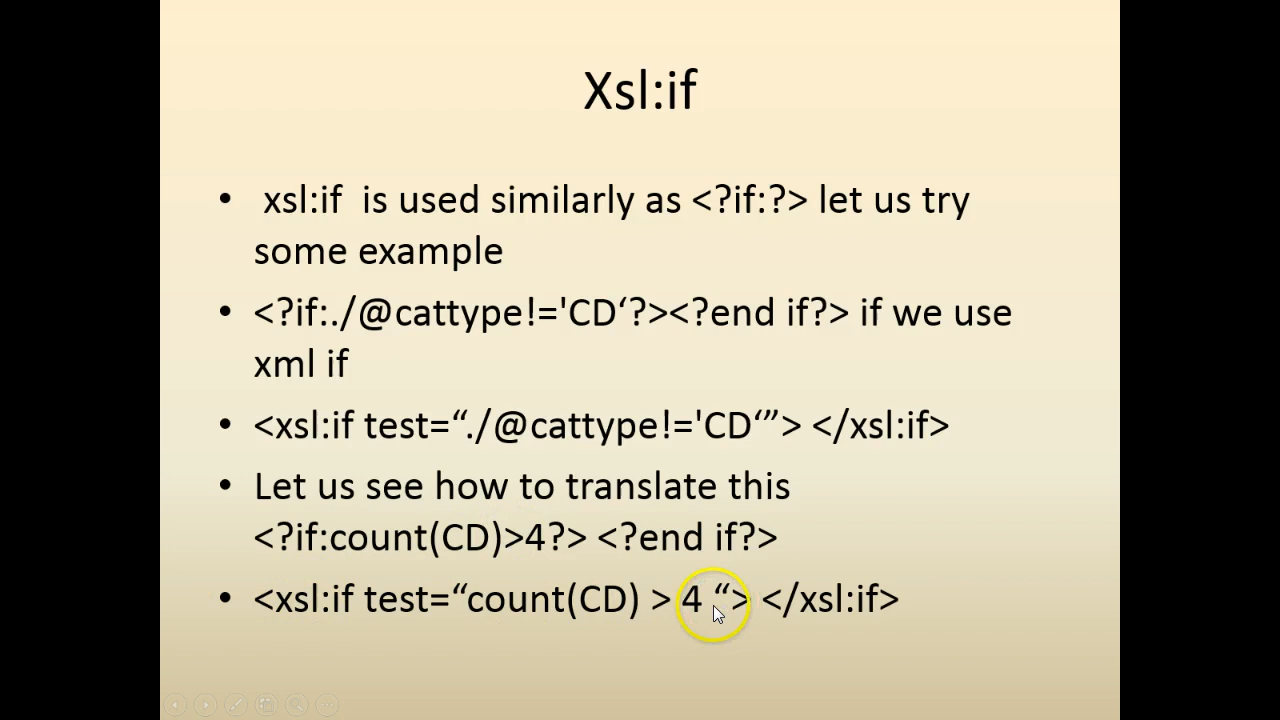 Xsl:if
• xsl:if is used similarly as <?if:?> let us try
some example
• <?if:./@cattype!='CD‘?><?end if?> if we use
xml if
• <xsl:if test=“./@cattype!='CD‘”> </xsl:if>
• Let us see how to translate this
<?if:count(CD)>4?> <?end if?>
• <xsl:if test=“count(CD) > 4 “> </xsl:if>